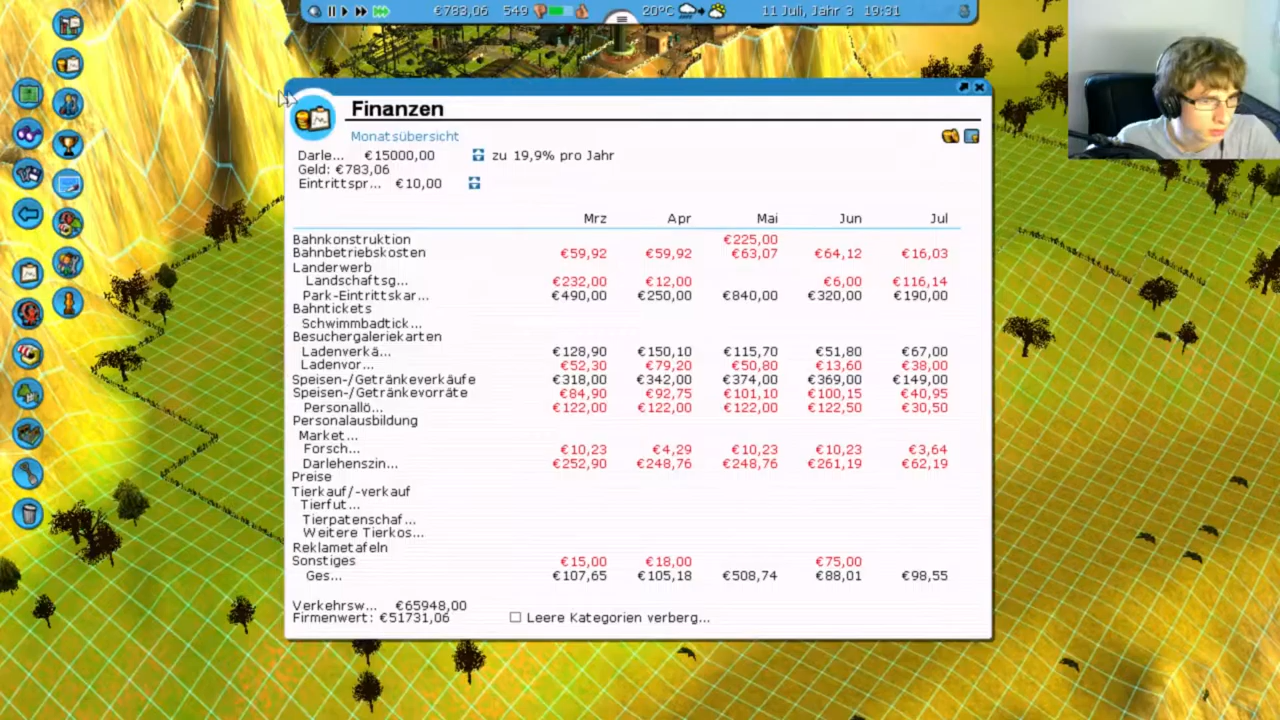 €783,06 549 20°C 11 Juli, Jahr 3 19:31
Finanzen
Monatsübersicht
Darle... €15000,00 zu 19,9% pro Jahr
Geld: €783,06
Eintrittspr... €10,00
Mrz Apr Mai Jun Jul
Bahnkonstruktion €225,00
Bahnbetriebskosten €59,92 €59,92 €63,07 €64,12 €16,03
Landerwerb
Landschaftsg... €232,00 €12,00 €6,00 €116,14
Park-Eintrittskar... €490,00 €250,00 €840,00 €320,00 €190,00
Bahntickets
Schwimmbadtick...
Besuchergaleriekarten
Ladenverkä... €128,90 €150,10 €115,70 €51,80 €67,00
Ladenvor... €52,30 €79,20 €50,80 €13,60 €38,00
Speisen-/Getränkeverkäufe €318,00 €342,00 €374,00 €369,00 €149,00
Speisen-/Getränkevorräte €84,90 €92,75 €101,10 €100,15 €40,95
Personallö... €122,00 €122,00 €122,00 €122,50 €30,50
Personalausbildung
Market...
Forsch... €10,23 €4,29 €10,23 €10,23 €3,64
Darlehenszin... €252,90 €248,76 €248,76 €261,19 €62,19
Preise
Tierkauf/-verkauf
Tierfut...
Tierpatenschaf...
Weitere Tierkos...
Reklametafeln
Sonstiges €15,00 €18,00 €75,00
Ges... €107,65 €105,18 €508,74 €88,01 €98,55
Verkehrsw... €65948,00
Firmenwert: €51731,06 Leere Kategorien verberg...